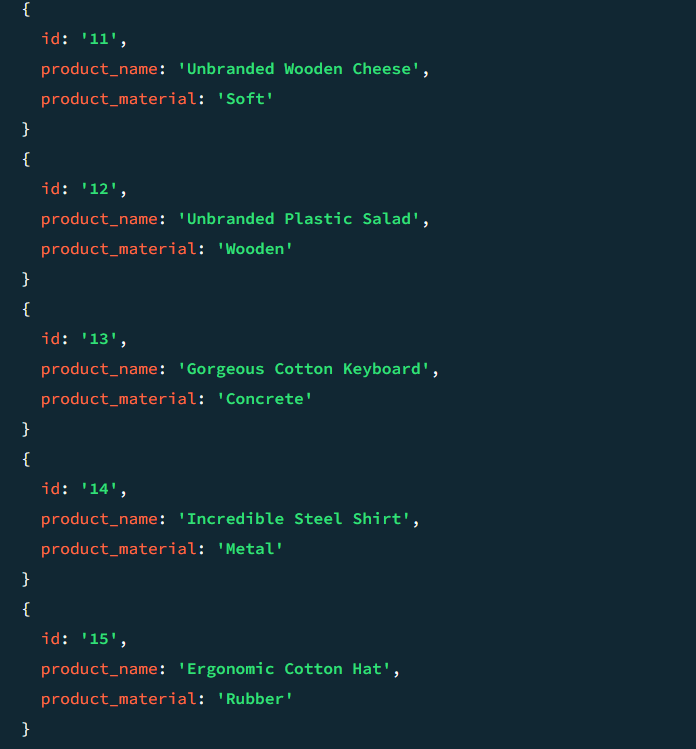 {
  id: '11',
  product_name: 'Unbranded Wooden Cheese',
  product_material: 'Soft'
}
{
  id: '12',
  product_name: 'Unbranded Plastic Salad',
  product_material: 'Wooden'
}
{
  id: '13',
  product_name: 'Gorgeous Cotton Keyboard',
  product_material: 'Concrete'
}
{
  id: '14',
  product_name: 'Incredible Steel Shirt',
  product_material: 'Metal'
}
{
  id: '15',
  product_name: 'Ergonomic Cotton Hat',
  product_material: 'Rubber'
}